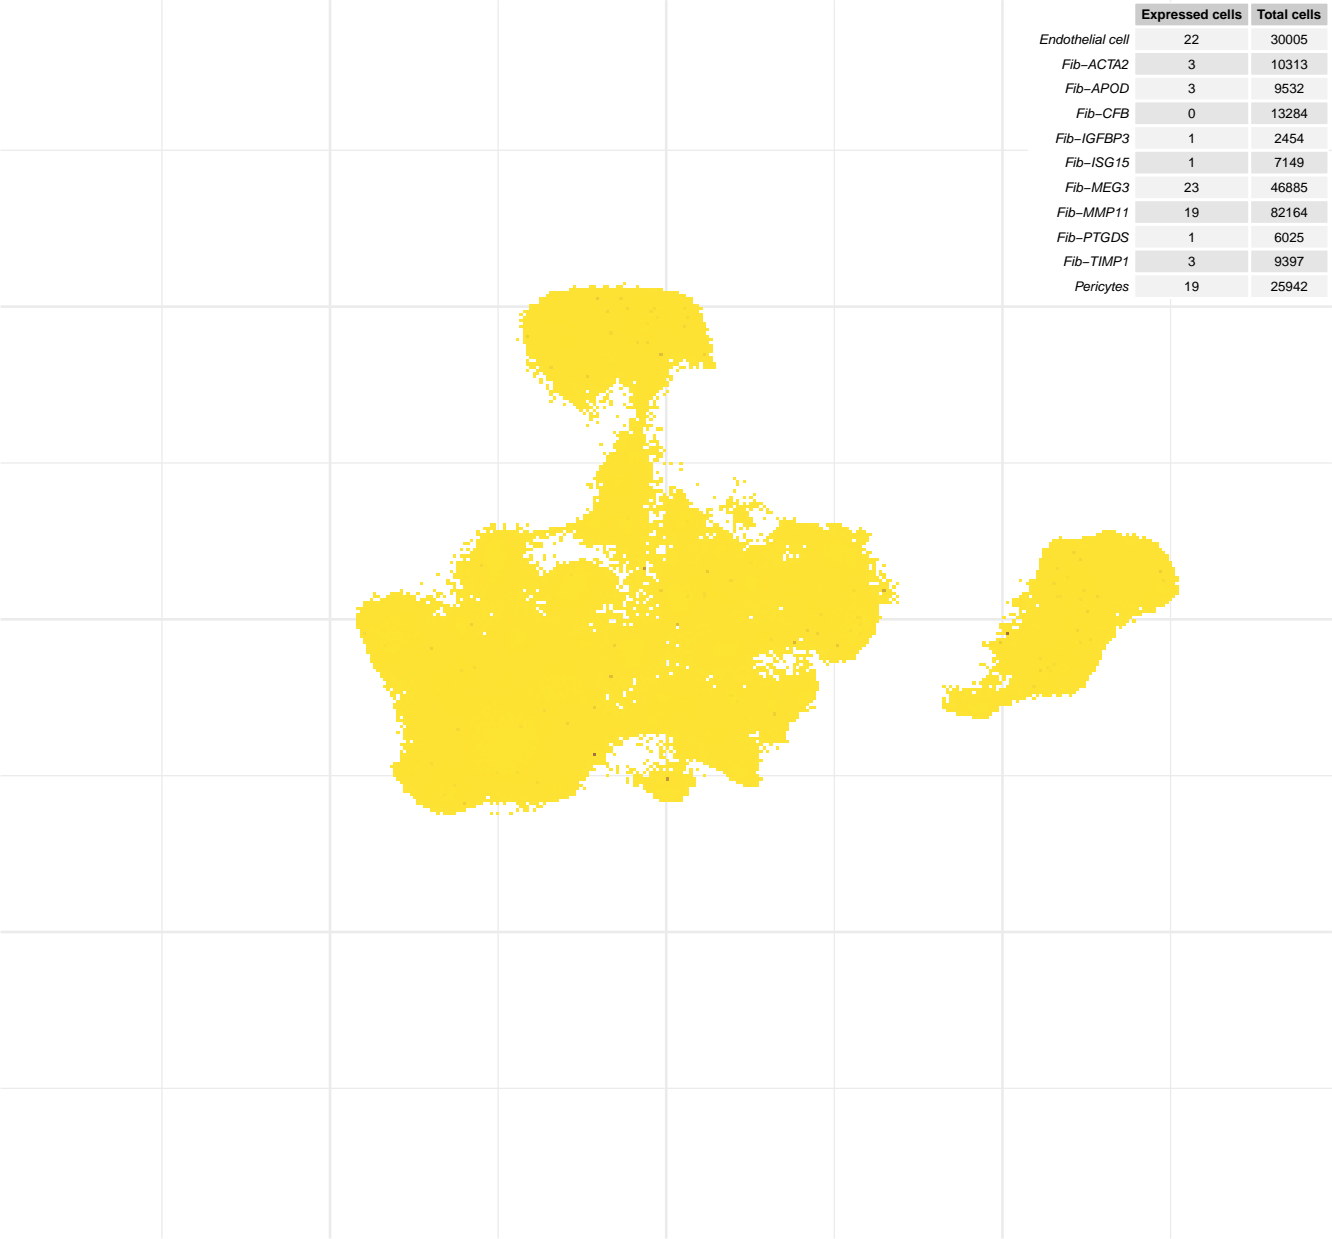 Expressed cells Total cells
Endothelial cell 22 30005
Fib−ACTA2 3 10313
Fib−APOD 3 9532
Fib−CFB 0 13284
Fib−IGFBP3 1 2454
Fib−ISG15 1 7149
Fib−MEG3 23 46885
Fib−MMP11 19 82164
Fib−PTGDS 1 6025
Fib−TIMP1 3 9397
Pericytes 19 25942